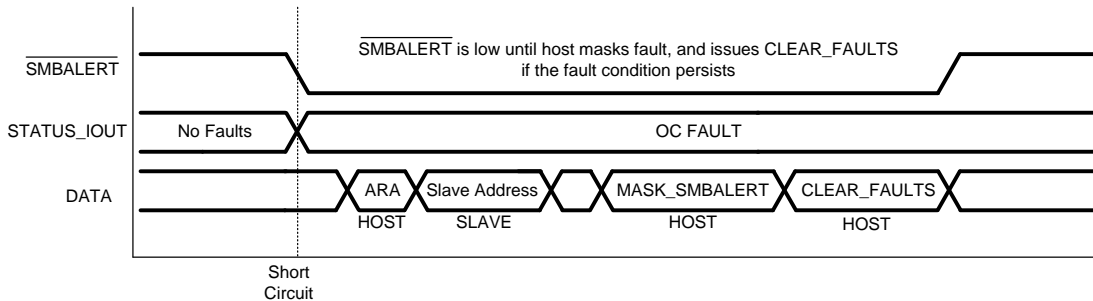 SMBALERT
SMBALERT is low until host masks fault, and issues CLEAR_FAULTS
if the fault condition persists
STATUS_IOUT
No Faults
OC FAULT
DATA
ARA
Slave Address
MASK_SMBALERT
CLEAR_FAULTS
HOST
SLAVE
HOST
HOST
Short
Circuit